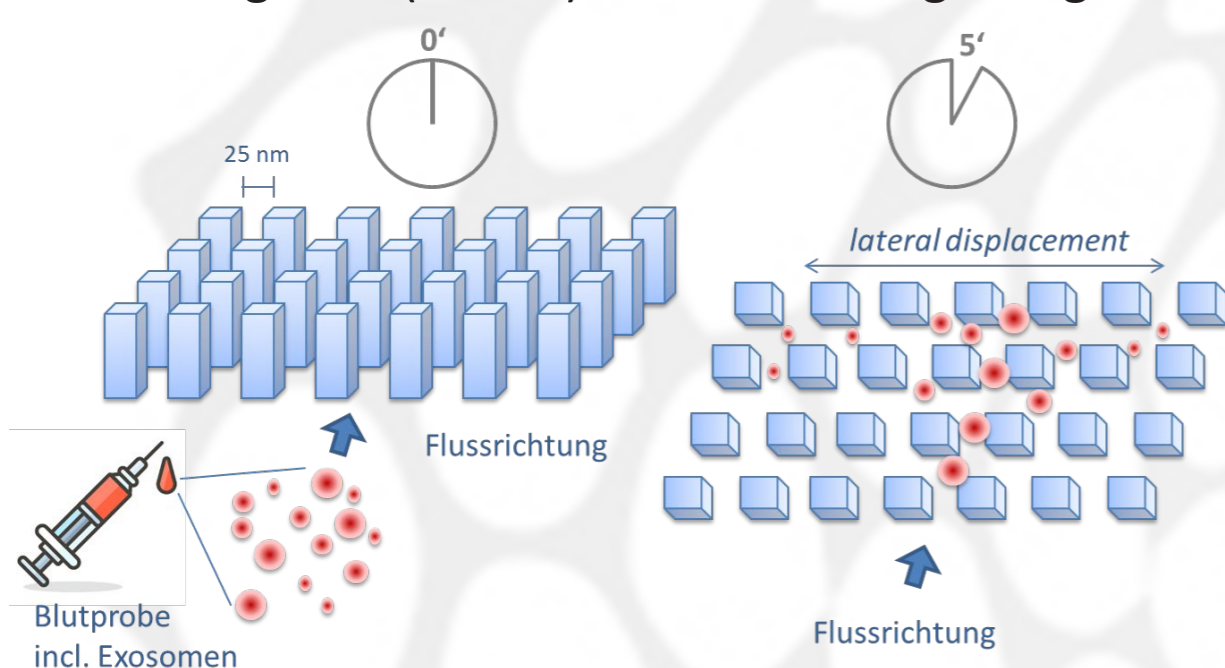 0‘
5‘
25 nm
lateral displacement
Flussrichtung
Blutprobe
incl. Exosomen
Flussrichtung